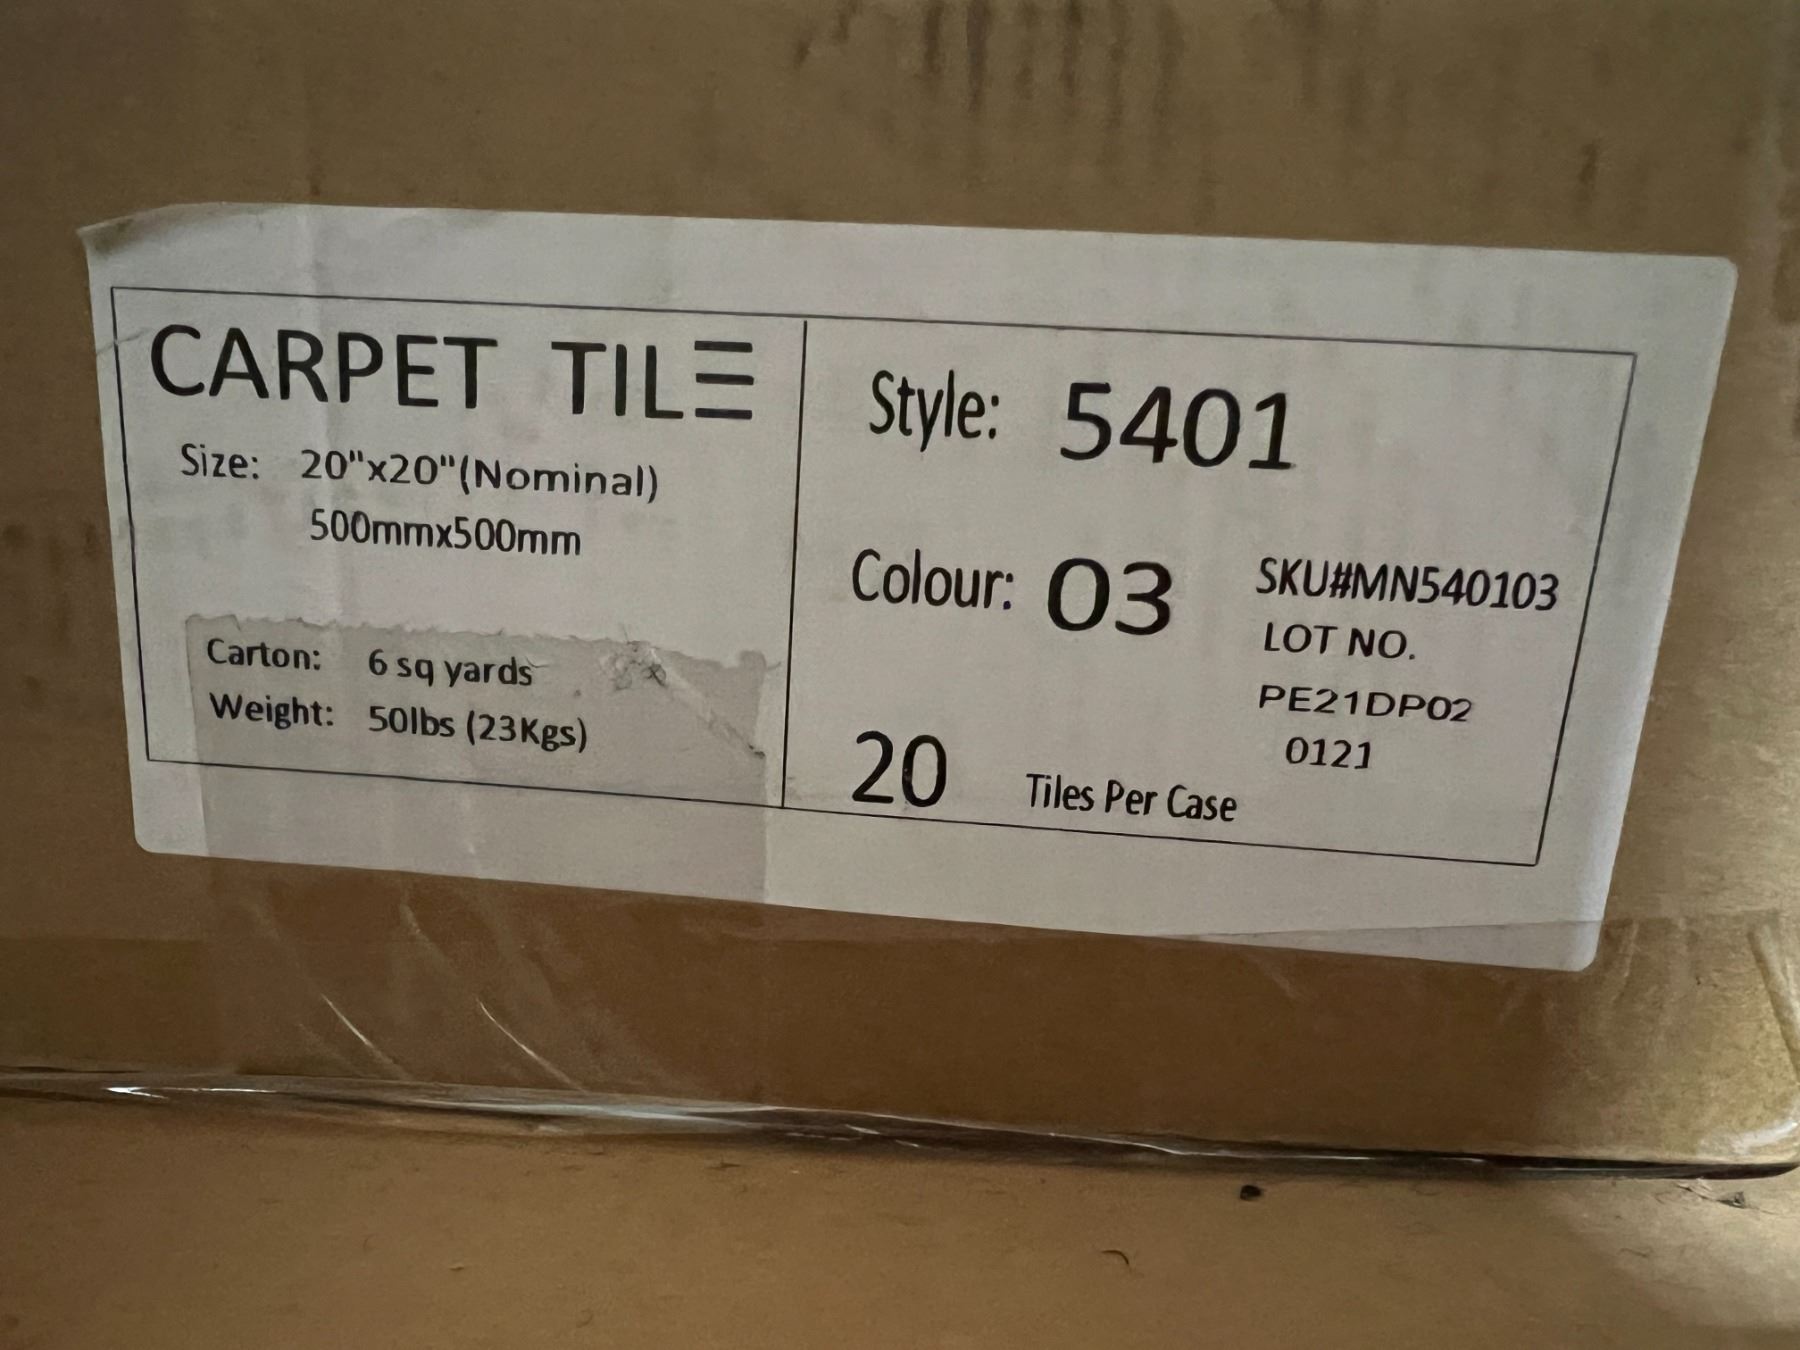 CARPET TILE
Size: 20"x20"(Nominal)
500mmx500mm
Carton: 6 sq yards
Weight: 50lbs (23Kgs)
Style: 5401
Colour: 03
SKU#MN540103
LOT NO.
PE21DP02
0121
20 Tiles Per Case